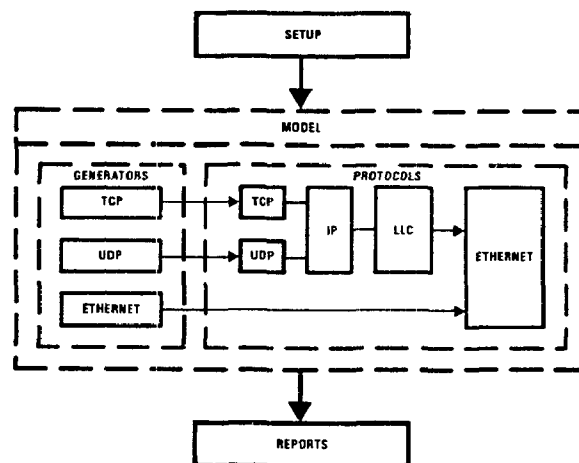 SETUP
MODEL
GENERATORS
PROTOCOLS
TCP
TCP
IP
LLC
ETHERNET
UDP
UDP
ETHERNET
REPORTS